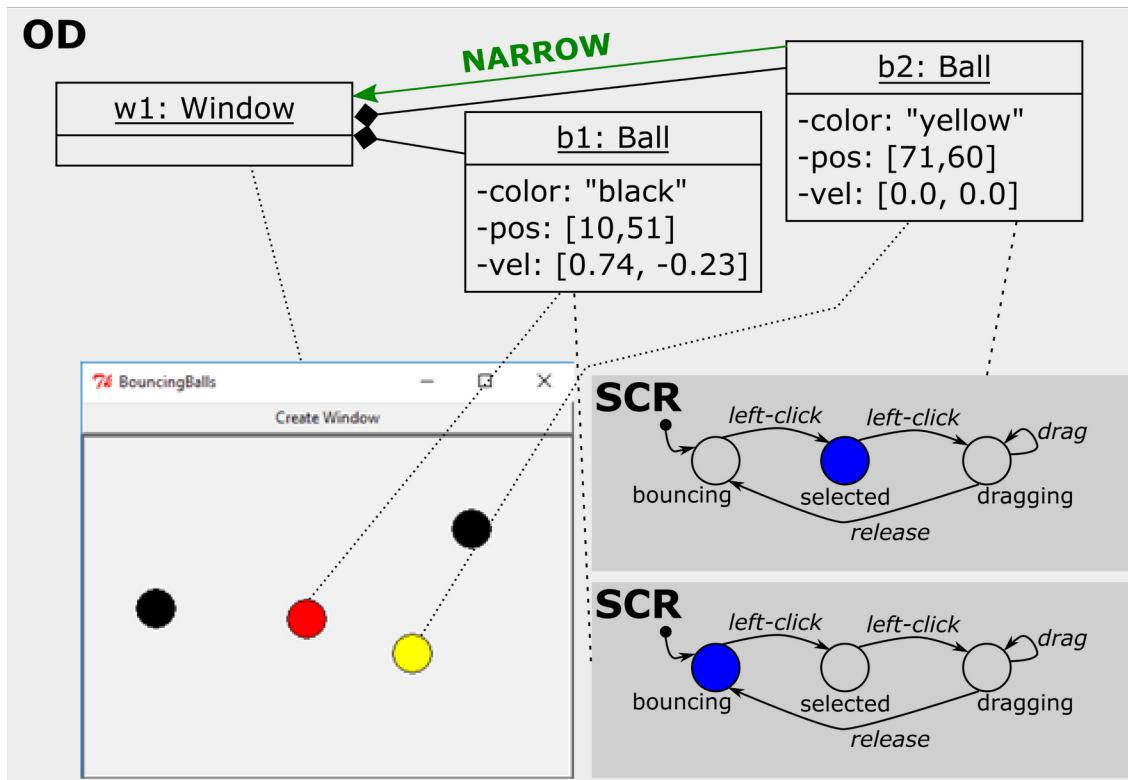 OD
NARROW
w1: Window
b2: Ball
-color: "yellow"
-pos: [71,60]
-vel: [0.0, 0.0]
b1: Ball
-color: "black"
-pos: [10,51]
-vel: [0.74, -0.23]
BouncingBalls
Create Window
SCR
left-click
left-click
drag
bouncing
selected
dragging
release
SCR
left-click
left-click
drag
bouncing
selected
dragging
release